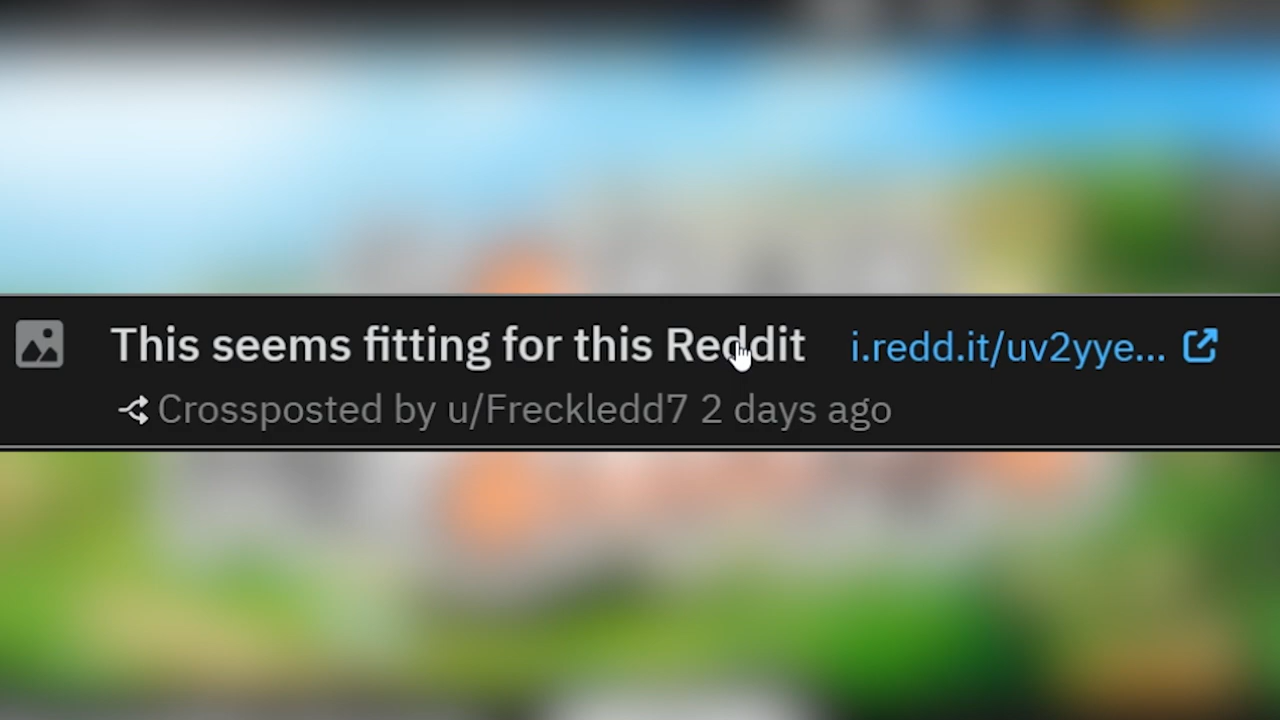 This seems fitting for this Reddit i.redd.it/uv2yye...
Crossposted by u/Freckledd7 2 days ago